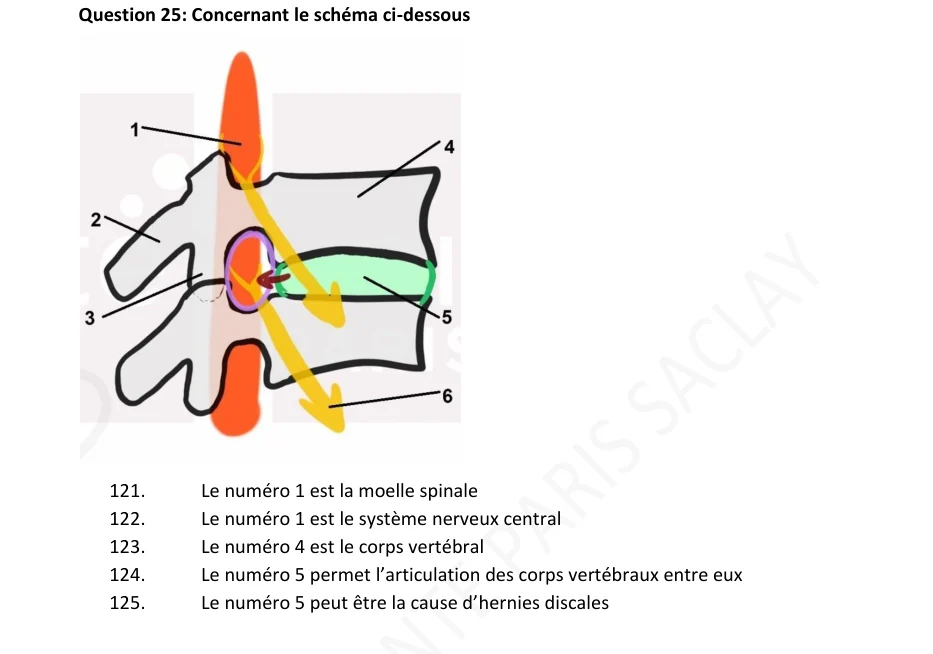 Question 25: Concernant le schéma ci-dessous
1
4
2
3
5
6
121. Le numéro 1 est la moelle spinale
122. Le numéro 1 est le système nerveux central
123. Le numéro 4 est le corps vertébral
124. Le numéro 5 permet l'articulation des corps vertébraux entre eux
125. Le numéro 5 peut être la cause d'hernies discales
PARIS SACLAY